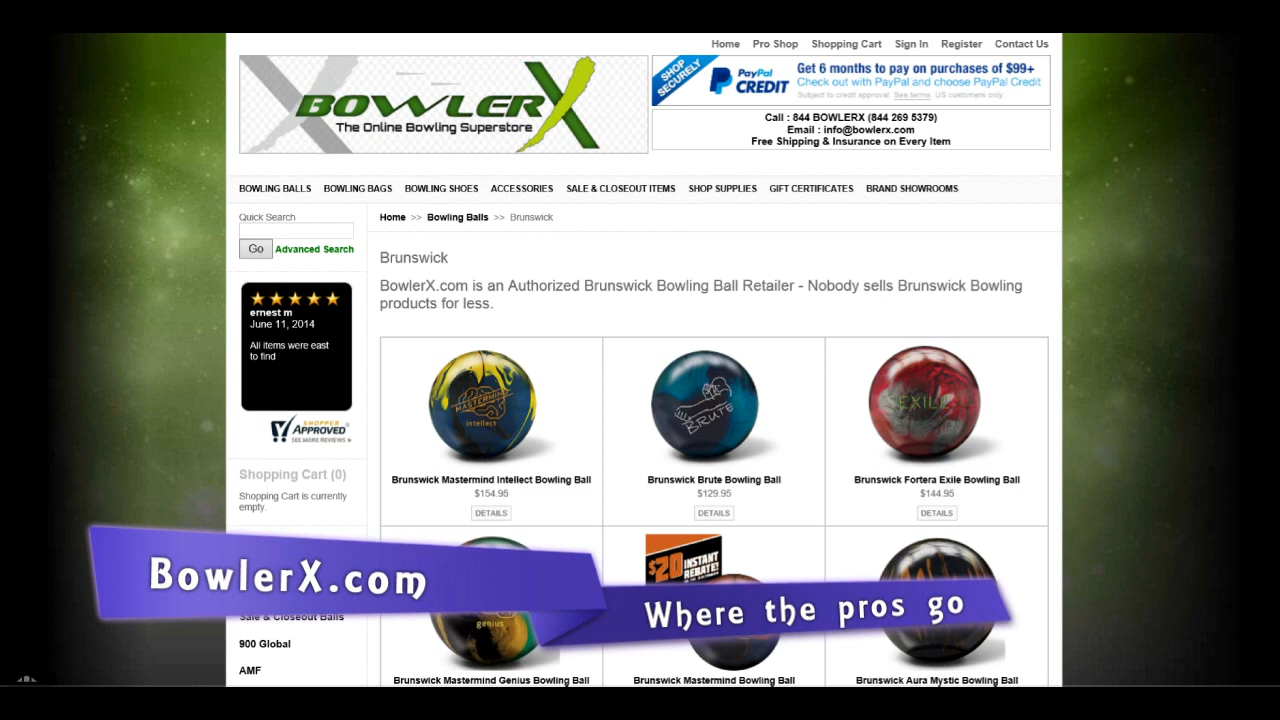 Home Pro Shop Shopping Cart Sign In Register Contact Us
BOWLERX
The Online Bowling Superstore
SHOP SECURELY
PayPal CREDIT
Get 6 months to pay on purchases of $99+
Check out with PayPal and choose PayPal Credit
Subject to credit approval. See terms. US customers only.
Call : 844 BOWLERX (844 269 5379)
Email : info@bowlerx.com
Free Shipping & Insurance on Every Item
BOWLING BALLS BOWLING BAGS BOWLING SHOES ACCESSORIES SALE & CLOSEOUT ITEMS SHOP SUPPLIES GIFT CERTIFICATES BRAND SHOWROOMS
Quick Search
Go Advanced Search
ernest m
June 11, 2014
All items were east
to find
SHOPPER
APPROVED
SEE MORE REVIEWS
Shopping Cart (0)
Shopping Cart is currently
empty.
Sale & Closeout Balls
900 Global
AMF
Home >> Bowling Balls >> Brunswick
Brunswick
BowlerX.com is an Authorized Brunswick Bowling Ball Retailer - Nobody sells Brunswick Bowling
products for less.
MASTERMIND
intellect
BRUTE
EXILE
Brunswick Mastermind Intellect Bowling Ball Brunswick Brute Bowling Ball Brunswick Fortera Exile Bowling Ball
$154.95 $129.95 $144.95
DETAILS DETAILS DETAILS
$20 INSTANT
REBATE!
genius
Brunswick Mastermind Genius Bowling Ball Brunswick Mastermind Bowling Ball Brunswick Aura Mystic Bowling Ball
BowlerX.com
Where the pros go